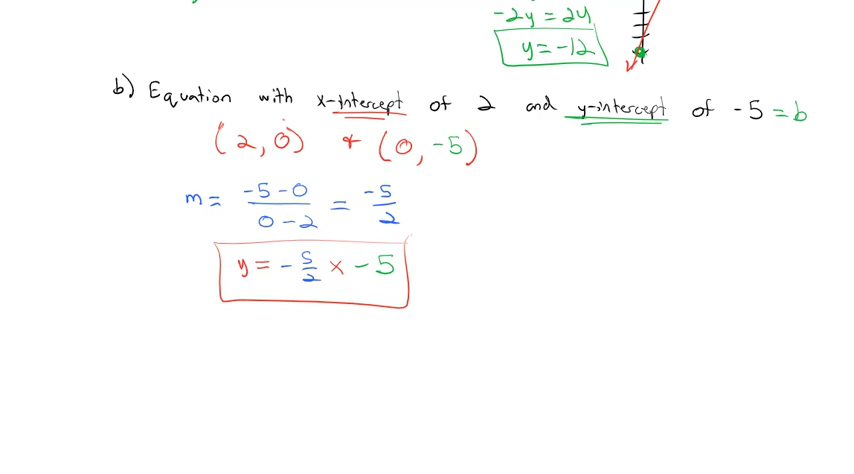 -2y = 24
y = -12
b) Equation with x-intercept of 2 and y-intercept of -5 = b
(2, 0) + (0, -5)
m = -5 - 0 / 0 - 2 = -5/2
y = -5/2 x - 5